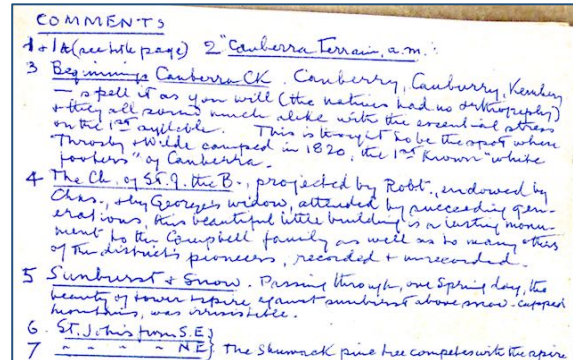 COMMENTS
1 + 1A (see title page) 2" Canberra Terrain, a.m."
3 Beginnings Canberra Ck. Canberry, Canburry, Kembery
— spell it as you will (the natives had no orthography)
& they all sound much alike with the essential stress
on the 1st syllable. This is thought to be the spot where
Throsby & Wilde camped in 1820, the 1st known "white
foohers" of Canberra.
4 The Ch. of St. J. the B., projected by Robt., endowed by
Chas., & by George's widow, attended by succeeding gen-
erations, this beautiful little building is a lasting monu-
ment to the Campbell family as well as to many others
of the district's pioneers, recorded & unrecorded.
5 Sunburst & Snow. Passing through, one Spring day, the
beauty of tower & spire, against sunburst above snow-capped
mountains, was irresistible.
6. St. John's from S.E.}
7 " " " NE} The Shumack pine tree competes with the spire